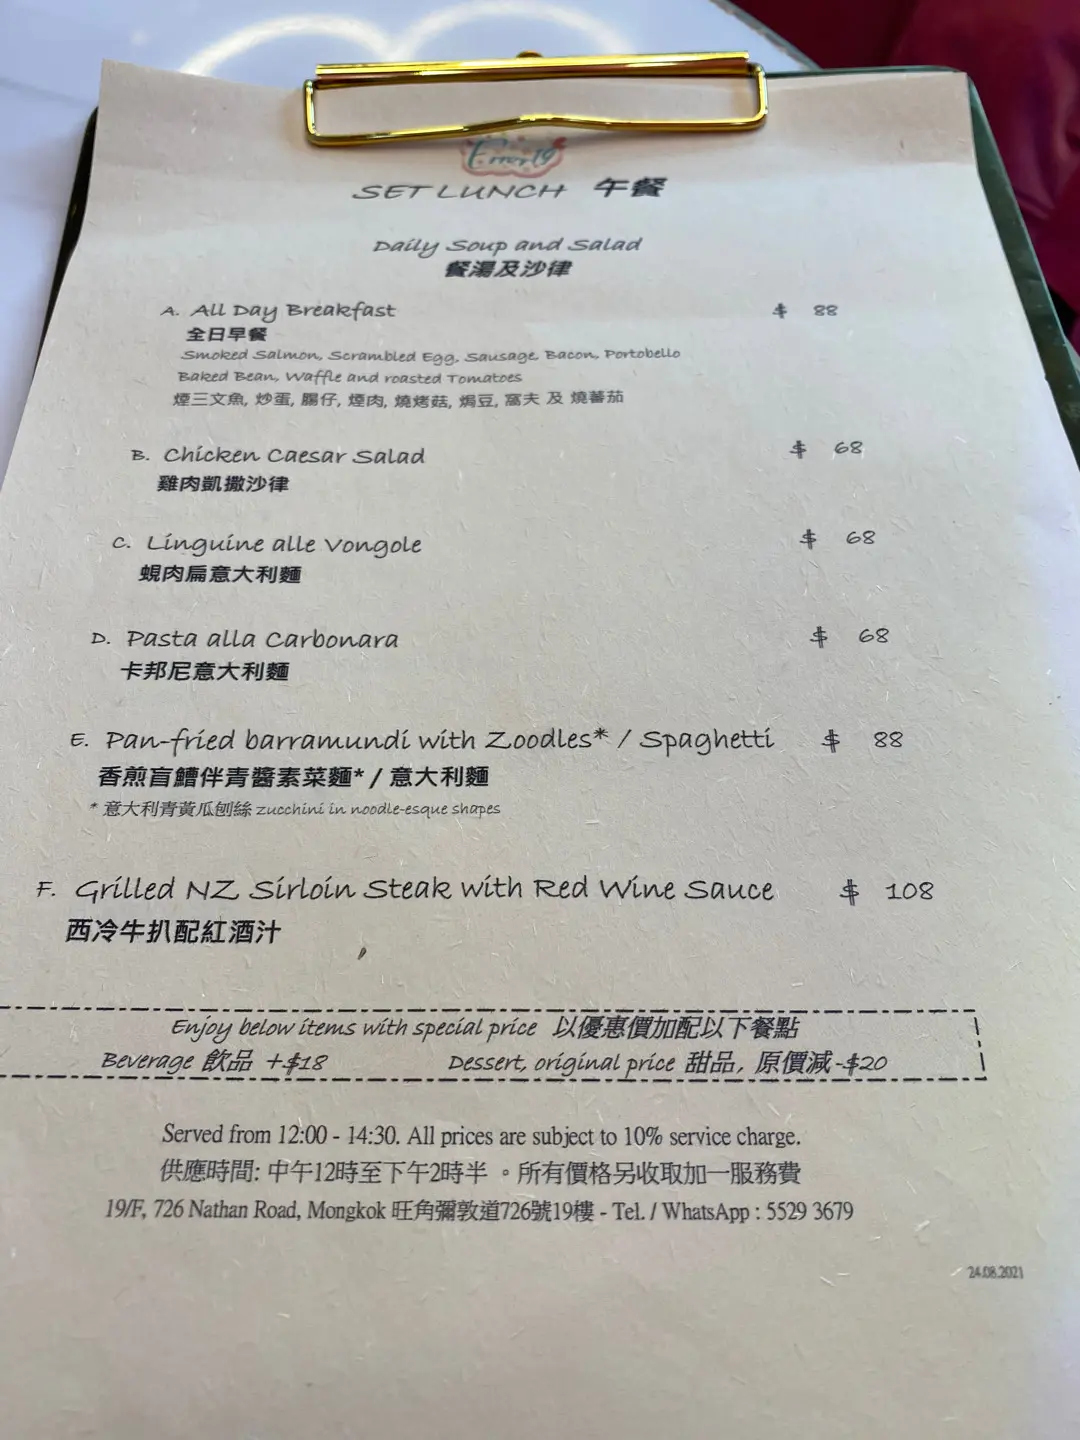 Error19
SET LUNCH 午餐
Daily Soup and Salad
餐湯及沙律
A. All Day Breakfast $ 88
全日早餐
Smoked Salmon, Scrambled Egg, Sausage, Bacon, Portobello
Baked Bean, Waffle and roasted Tomatoes
煙三文魚, 炒蛋, 腸仔, 煙肉, 燒烤菇, 焗豆, 窩夫 及 燒蕃茄
B. Chicken Caesar Salad $ 68
雞肉凱撒沙律
C. Linguine alle Vongole $ 68
蜆肉扁意大利麵
D. Pasta alla Carbonara $ 68
卡邦尼意大利麵
E. Pan-fried barramundi with Zoodles* / Spaghetti $ 88
香煎盲鰽伴青醬素菜麵* / 意大利麵
* 意大利青黃瓜刨絲 zucchini in noodle-esque shapes
F. Grilled NZ Sirloin Steak with Red Wine Sauce $ 108
西冷牛扒配紅酒汁
Enjoy below items with special price 以優惠價加配以下餐點
Beverage 飲品 +$18 Dessert, original price 甜品, 原價減 -$20
Served from 12:00 - 14:30. All prices are subject to 10% service charge.
供應時間: 中午12時至下午2時半 。所有價格另收取加一服務費
19/F, 726 Nathan Road, Mongkok 旺角彌敦道726號19樓 - Tel. / WhatsApp : 5529 3679
24.08.2021